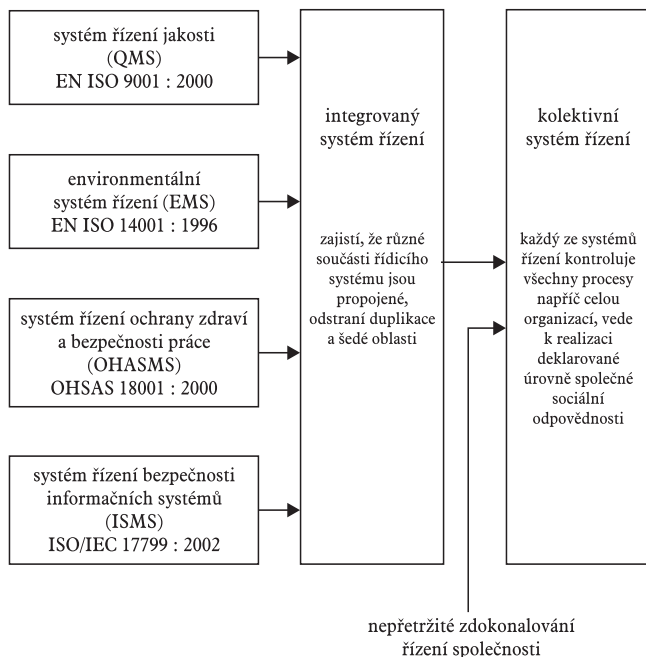 systém řízení jakosti
(QMS)
EN ISO 9001 : 2000
environmentální
systém řízení (EMS)
EN ISO 14001 : 1996
systém řízení ochrany zdraví
a bezpečnosti práce
(OHASMS)
OHSAS 18001 : 2000
systém řízení bezpečnosti
informačních systémů
(ISMS)
ISO/IEC 17799 : 2002
integrovaný
systém řízení
zajistí, že různé
součásti řídicího
systému jsou
propojené,
odstraní duplikace
a šedé oblasti
kolektivní
systém řízení
každý ze systémů
řízení kontroluje
všechny procesy
napříč celou
organizací, vede
k realizaci
deklarované
úrovně společné
sociální
odpovědnosti
nepřetržité zdokonalování
řízení společnosti